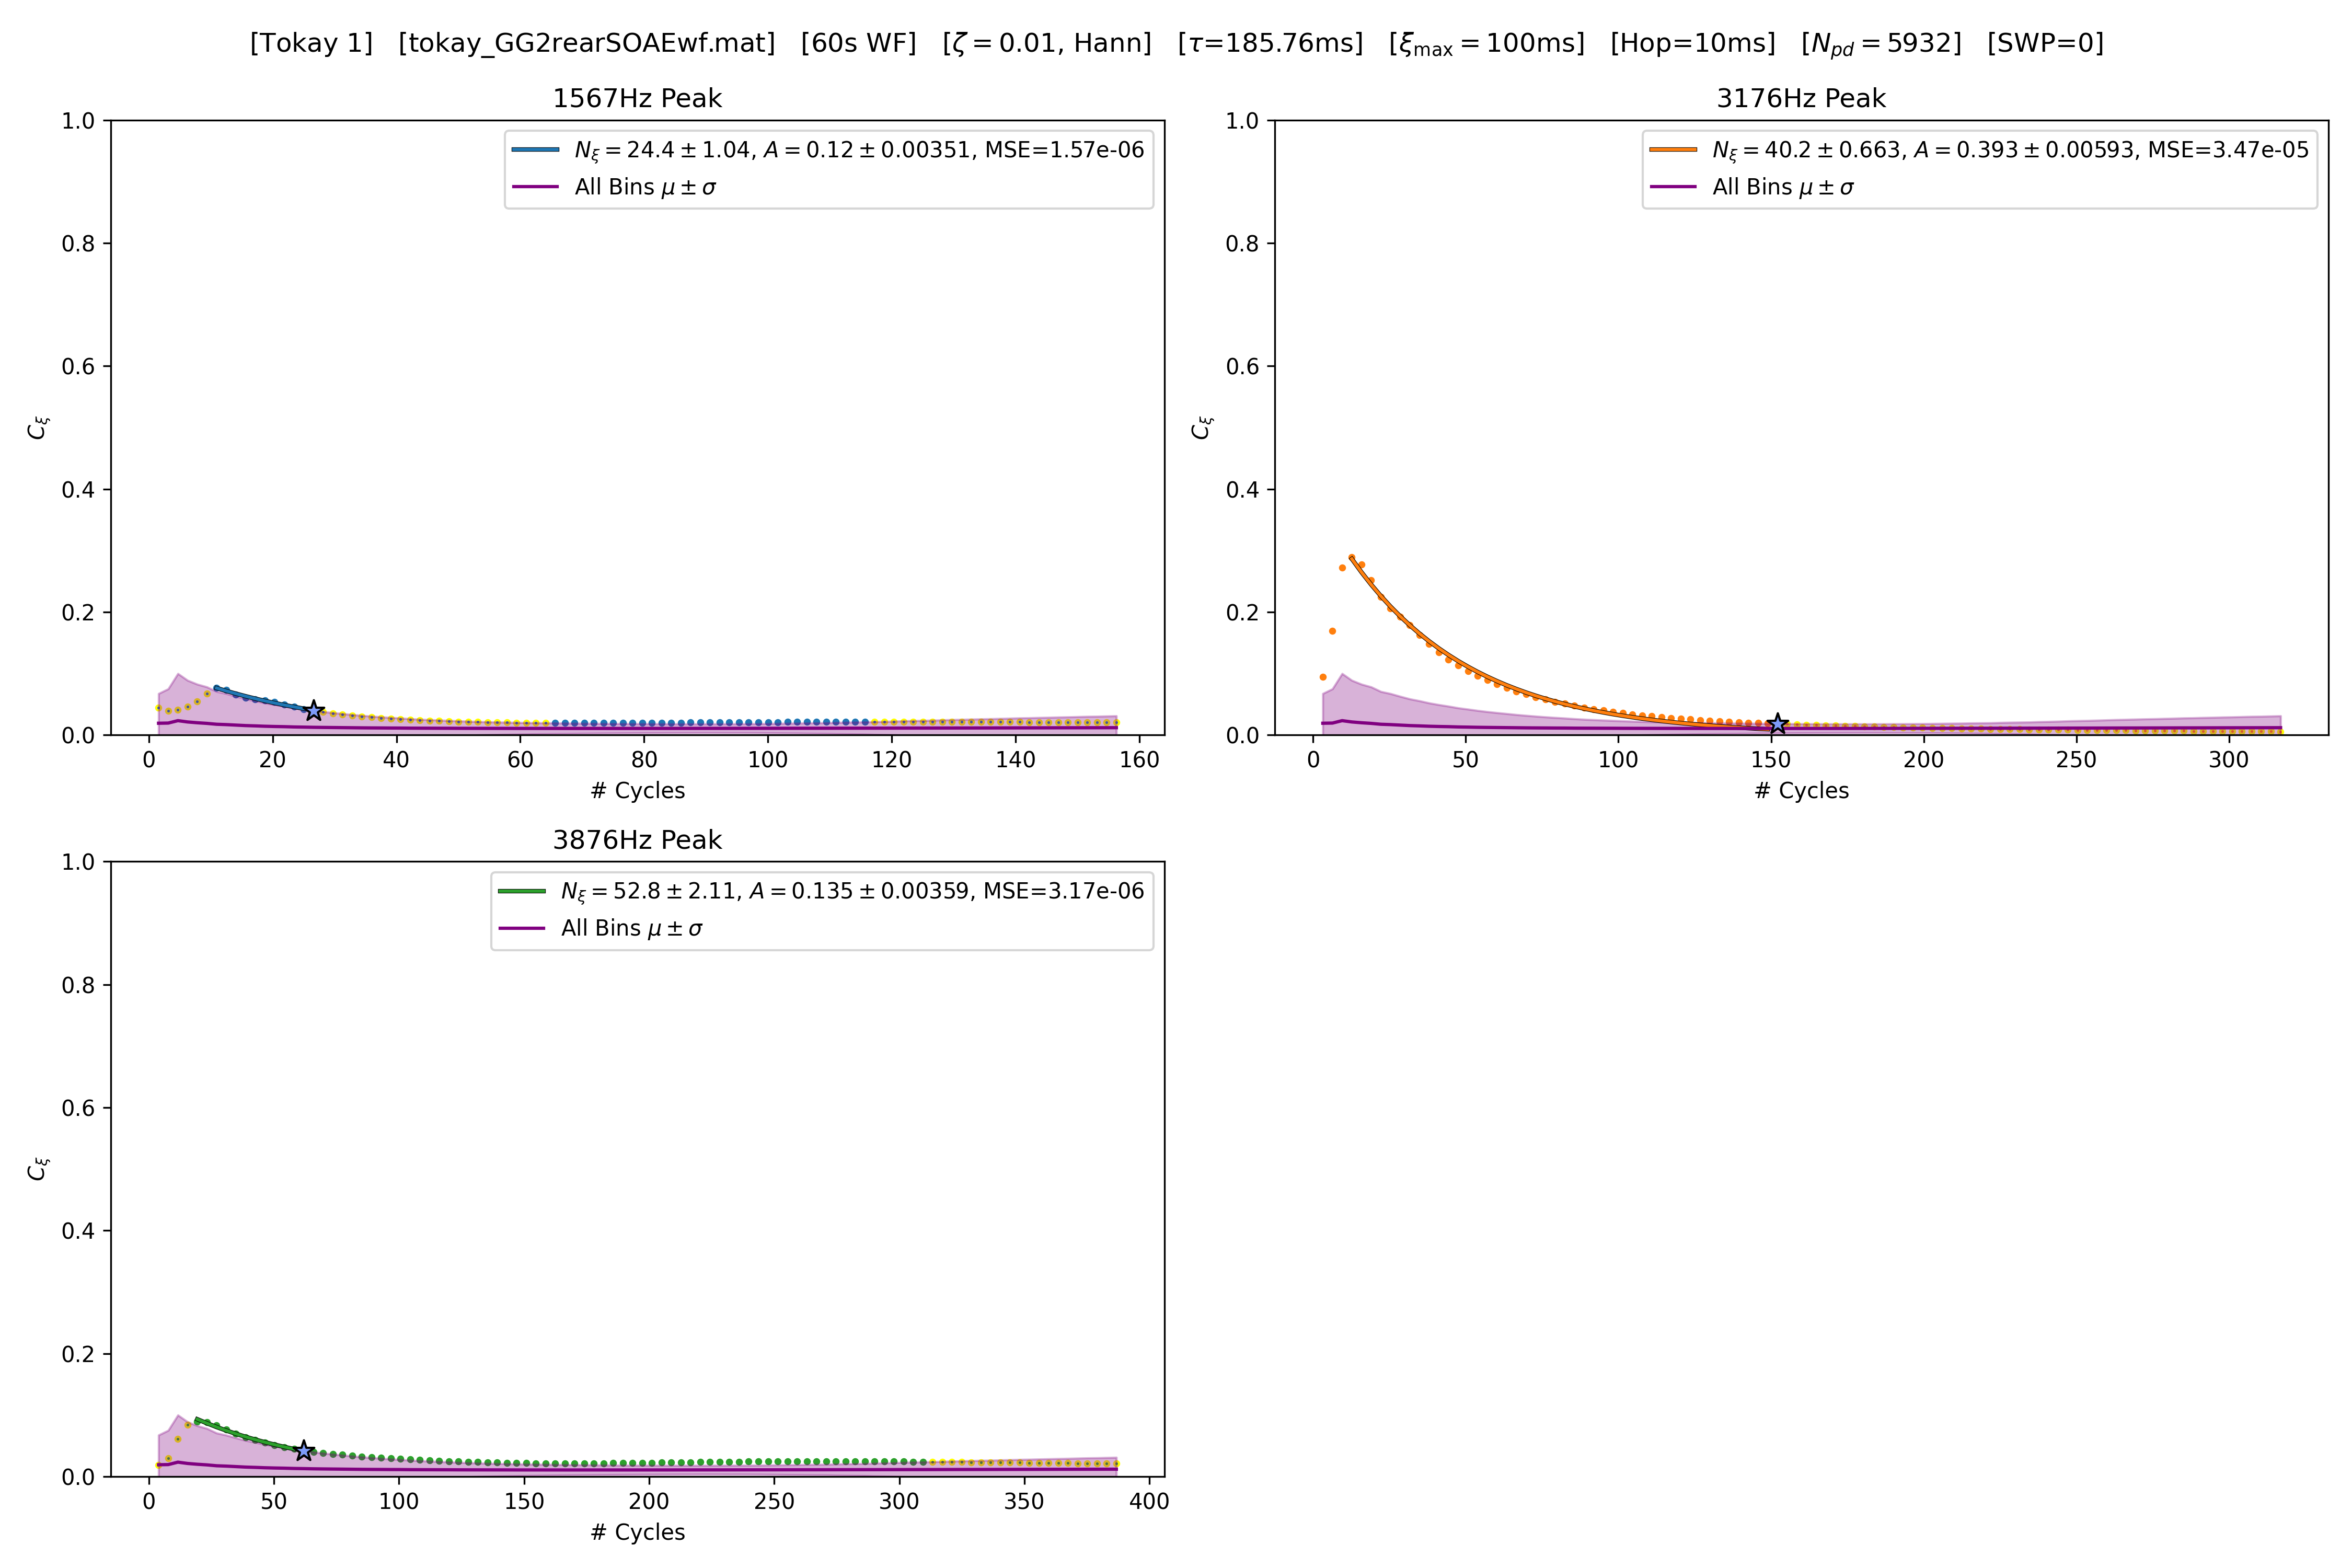 [Tokay 1] [tokay_GG2rearSOAEwf.mat] [60s WF] [ζ = 0.01, Hann] [τ=185.76ms] [ξmax = 100ms] [Hop=10ms] [Npd = 5932] [SWP=0]
1567Hz Peak
1.0
0.8
0.6
0.4
0.2
0.0
Cξ
Nξ = 24.4 ± 1.04, A = 0.12 ± 0.00351, MSE=1.57e-06
All Bins μ ± σ
0 20 40 60 80 100 120 140 160
# Cycles
3176Hz Peak
1.0
0.8
0.6
0.4
0.2
0.0
Cξ
Nξ = 40.2 ± 0.663, A = 0.393 ± 0.00593, MSE=3.47e-05
All Bins μ ± σ
0 50 100 150 200 250 300
# Cycles
3876Hz Peak
1.0
0.8
0.6
0.4
0.2
0.0
Cξ
Nξ = 52.8 ± 2.11, A = 0.135 ± 0.00359, MSE=3.17e-06
All Bins μ ± σ
0 50 100 150 200 250 300 350 400
# Cycles